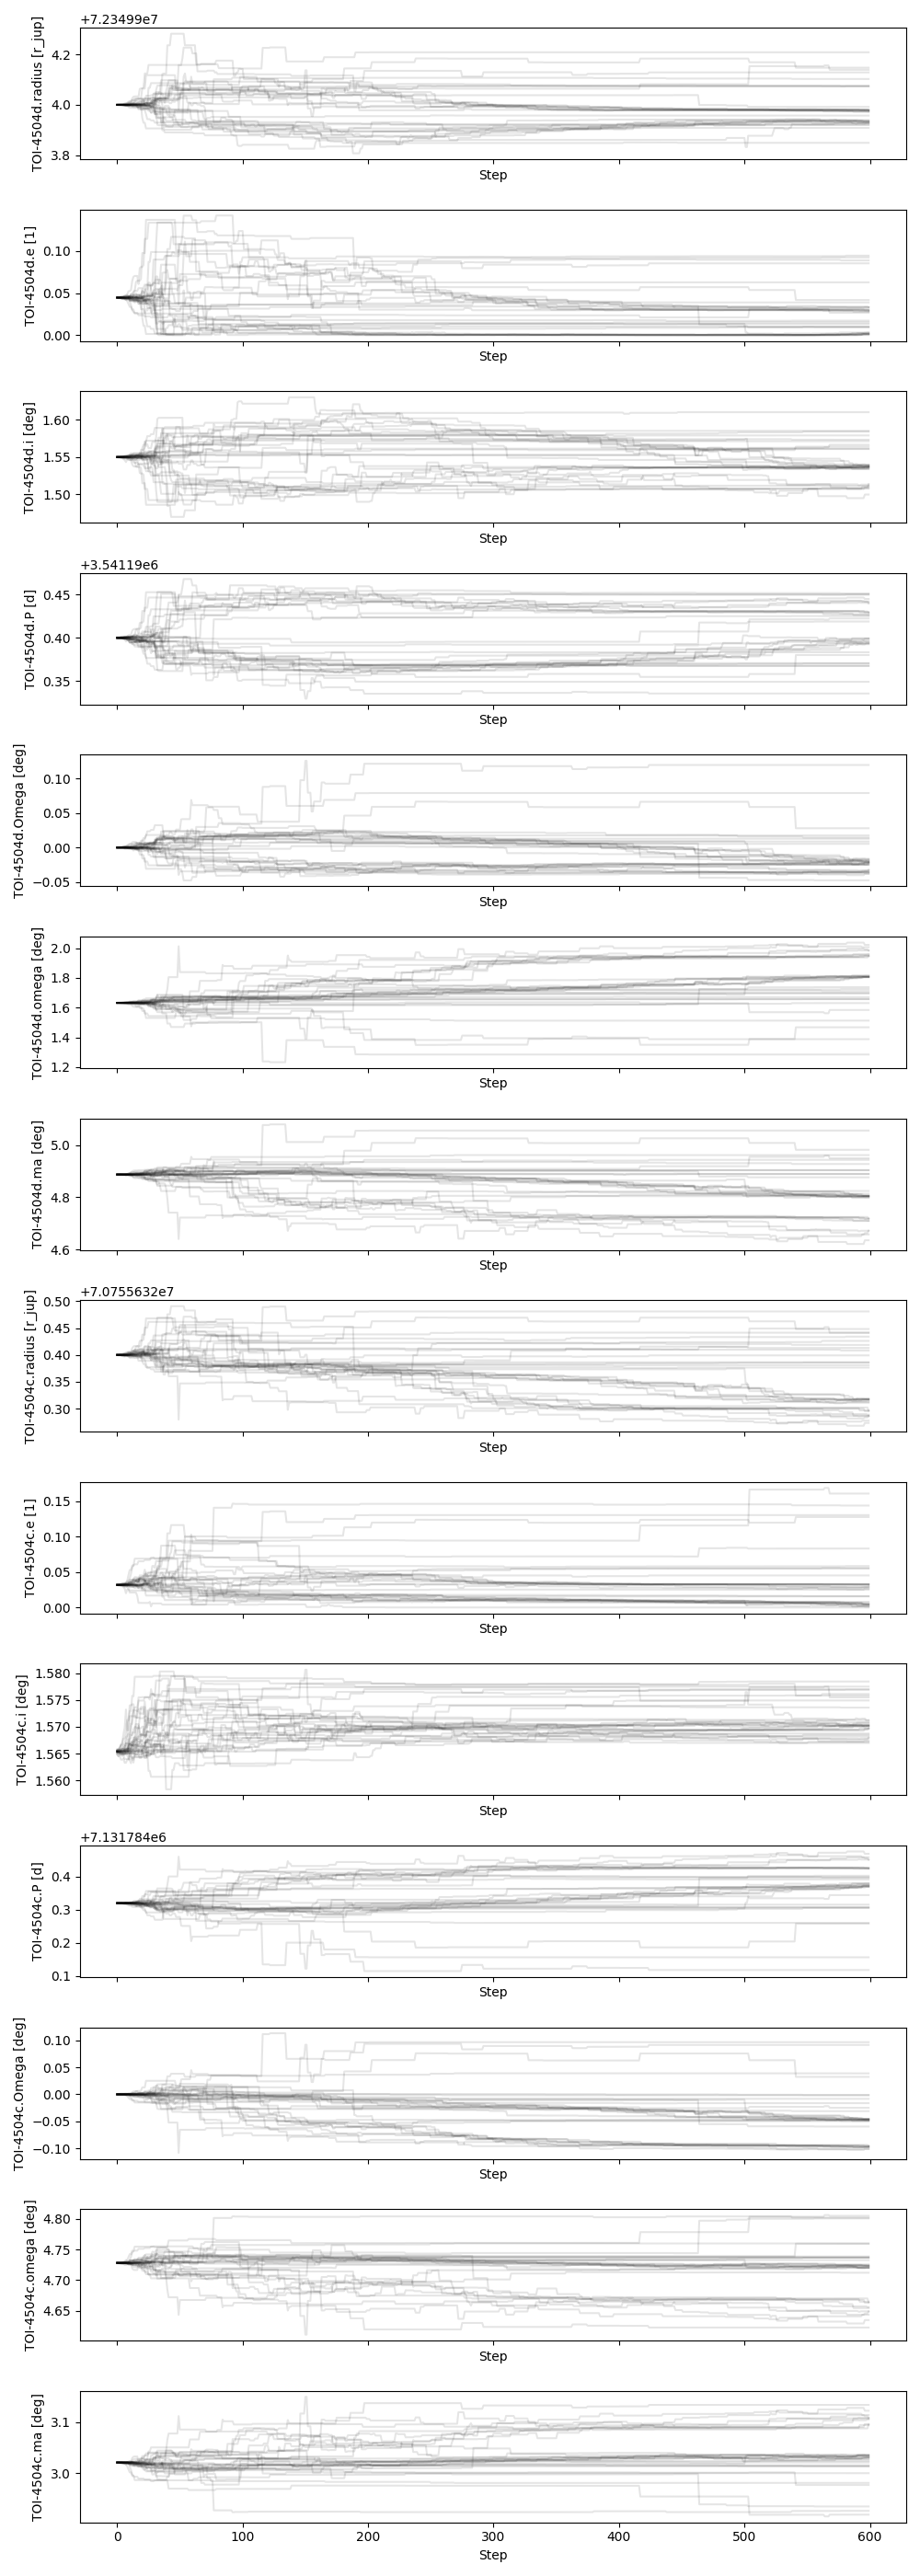 +7.23499e7
TOI-4504d.radius [r_jup]
4.2
4.0
3.8
Step
TOI-4504d.e [1]
0.10
0.05
0.00
Step
TOI-4504d.i [deg]
1.60
1.55
1.50
Step
+3.54119e6
TOI-4504d.P [d]
0.45
0.40
0.35
Step
TOI-4504d.Omega [deg]
0.10
0.05
0.00
−0.05
Step
TOI-4504d.omega [deg]
2.0
1.8
1.6
1.4
1.2
Step
TOI-4504d.ma [deg]
5.0
4.8
4.6
Step
+7.0755632e7
TOI-4504c.radius [r_jup]
0.50
0.45
0.40
0.35
0.30
Step
TOI-4504c.e [1]
0.15
0.10
0.05
0.00
Step
TOI-4504c.i [deg]
1.580
1.575
1.570
1.565
1.560
Step
+7.131784e6
TOI-4504c.P [d]
0.4
0.3
0.2
0.1
Step
TOI-4504c.Omega [deg]
0.10
0.05
0.00
−0.05
−0.10
Step
TOI-4504c.omega [deg]
4.80
4.75
4.70
4.65
Step
TOI-4504c.ma [deg]
3.1
3.0
0 100 200 300 400 500 600
Step